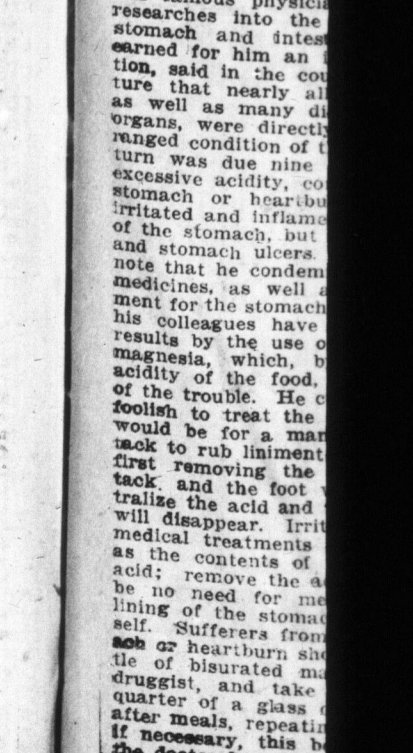 famous physicia
researches into the
stomach and intest
earned for him an i
tion, said in the cou
ture that nearly all
as well as many di
organs, were directly
ranged condition of t
turn was due nine
excessive acidity, co
stomach or heartbu
irritated and inflame
of the stomach, but
and stomach ulcers.
note that he condem
medicines, as well a
ment for the stomach
his colleagues have
results by the use o
magnesia, which, b
acidity of the food,
of the trouble. He c
foolish to treat the
would be for a man
tack to rub liniment
first removing the
tack. and the foot
tralize the acid and
will disappear. Irrit
medical treatments
as the contents of
acid; remove the a
be no need for me
lining of the stomac
self. Sufferers from
ach or heartburn sho
tle of bisurated ma
druggist, and take
quarter of a glass
after meals, repeatin
if necessary, this b